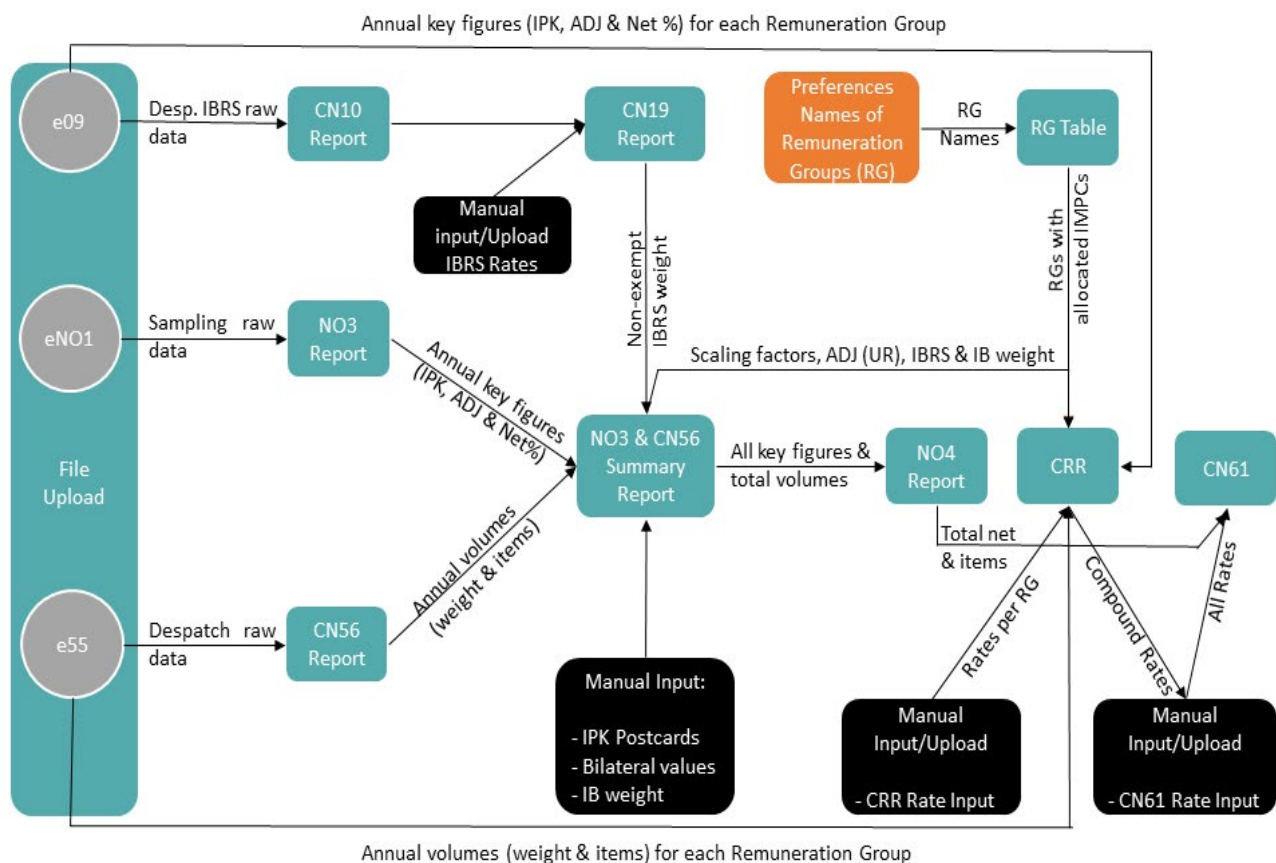 Annual key figures (IPK, ADJ & Net %) for each Remuneration Group
e09
Desp. IBRS raw
data
CN10
Report
CN19
Report
Preferences
Names of
Remuneration
Groups (RG)
RG
Names
RG Table
Manual
input/Upload
IBRS Rates
Non-exempt
IBRS weight
RGs with
allocated IMPCs
eNO1
Sampling raw
data
NO3
Report
Annual key figures
(IPK, ADJ & Net%)
Scaling factors, ADJ (UR), IBRS & IB weight
File
Upload
NO3 & CN56
Summary
Report
All key figures &
total volumes
NO4
Report
CRR
CN61
Total net
& items
Annual volumes
(weight & items)
e55
Despatch raw
data
CN56
Report
Rates per RG
Compound Rates
All Rates
Manual Input:
- IPK Postcards
- Bilateral values
- IB weight
Manual
Input/Upload
- CRR Rate Input
Manual
Input/Upload
- CN61 Rate Input
Annual volumes (weight & items) for each Remuneration Group